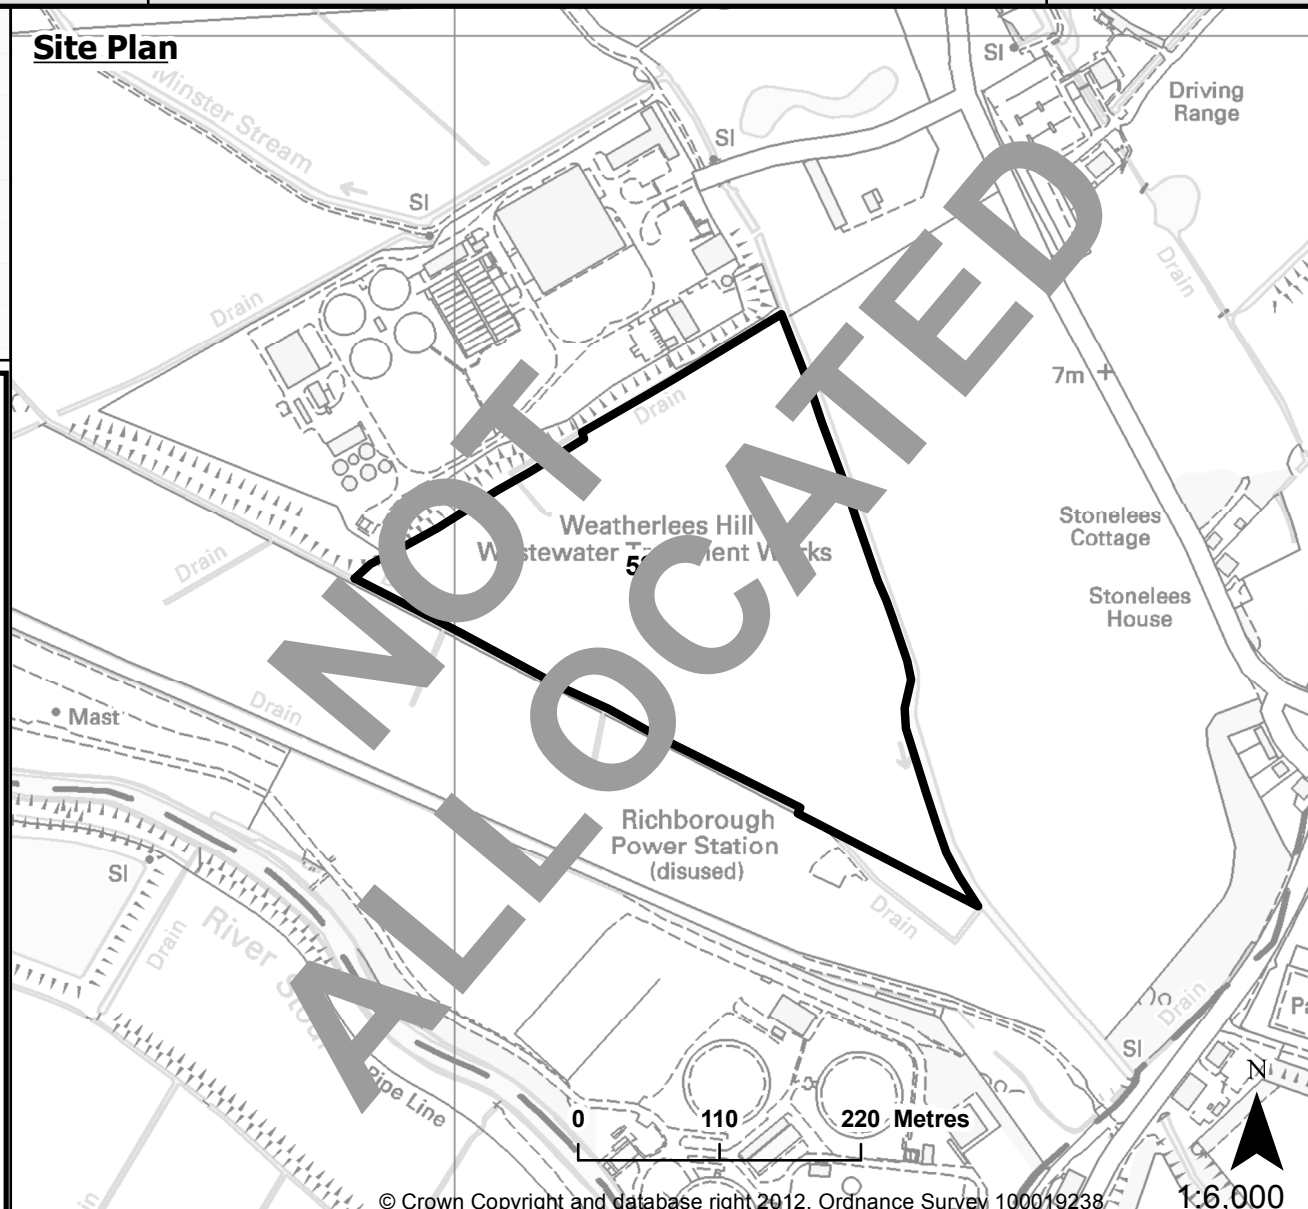 Site Plan
Minster Stream
SI
SI
SI
Driving
Range
Drain
Drain
Drain
7m
Weatherlees Hill
Wastewater Treatment Works
Stonelees
Cottage
Stonelees
House
Drain
Drain
Mast
Richborough
Power Station
(disused)
SI
Drain
River Stour
Drain
Drain
SI
Pipe Line
NOT
ALLOCATED
0 110 220 Metres
N
1:6,000
© Crown Copyright and database right 2012. Ordnance Survey 100019238